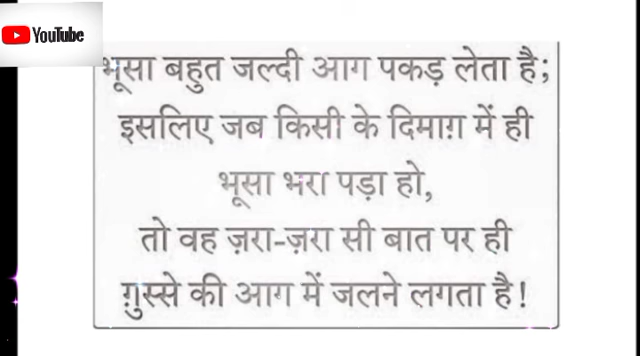 YouTube
भूसा बहुत जल्दी आग पकड़ लेता है;
इसलिए जब किसी के दिमाग़ में ही
भूसा भरा पड़ा हो,
तो वह ज़रा-ज़रा सी बात पर ही
ग़ुस्से की आग में जलने लगता है!